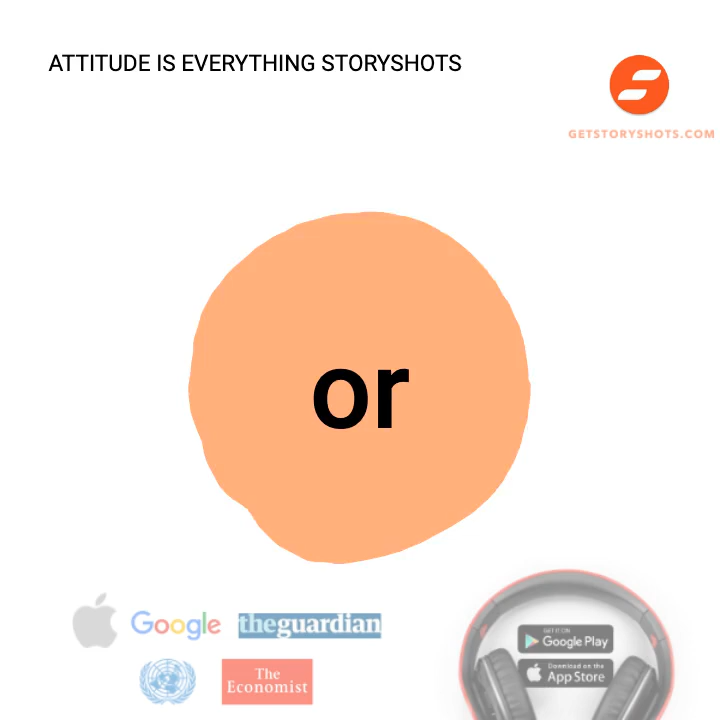 ATTITUDE IS EVERYTHING STORYSHOTS
GETSTORYSHOTS.COM
or
Google
theguardian
The
Economist
GET IT ON
Google Play
Download on the
App Store